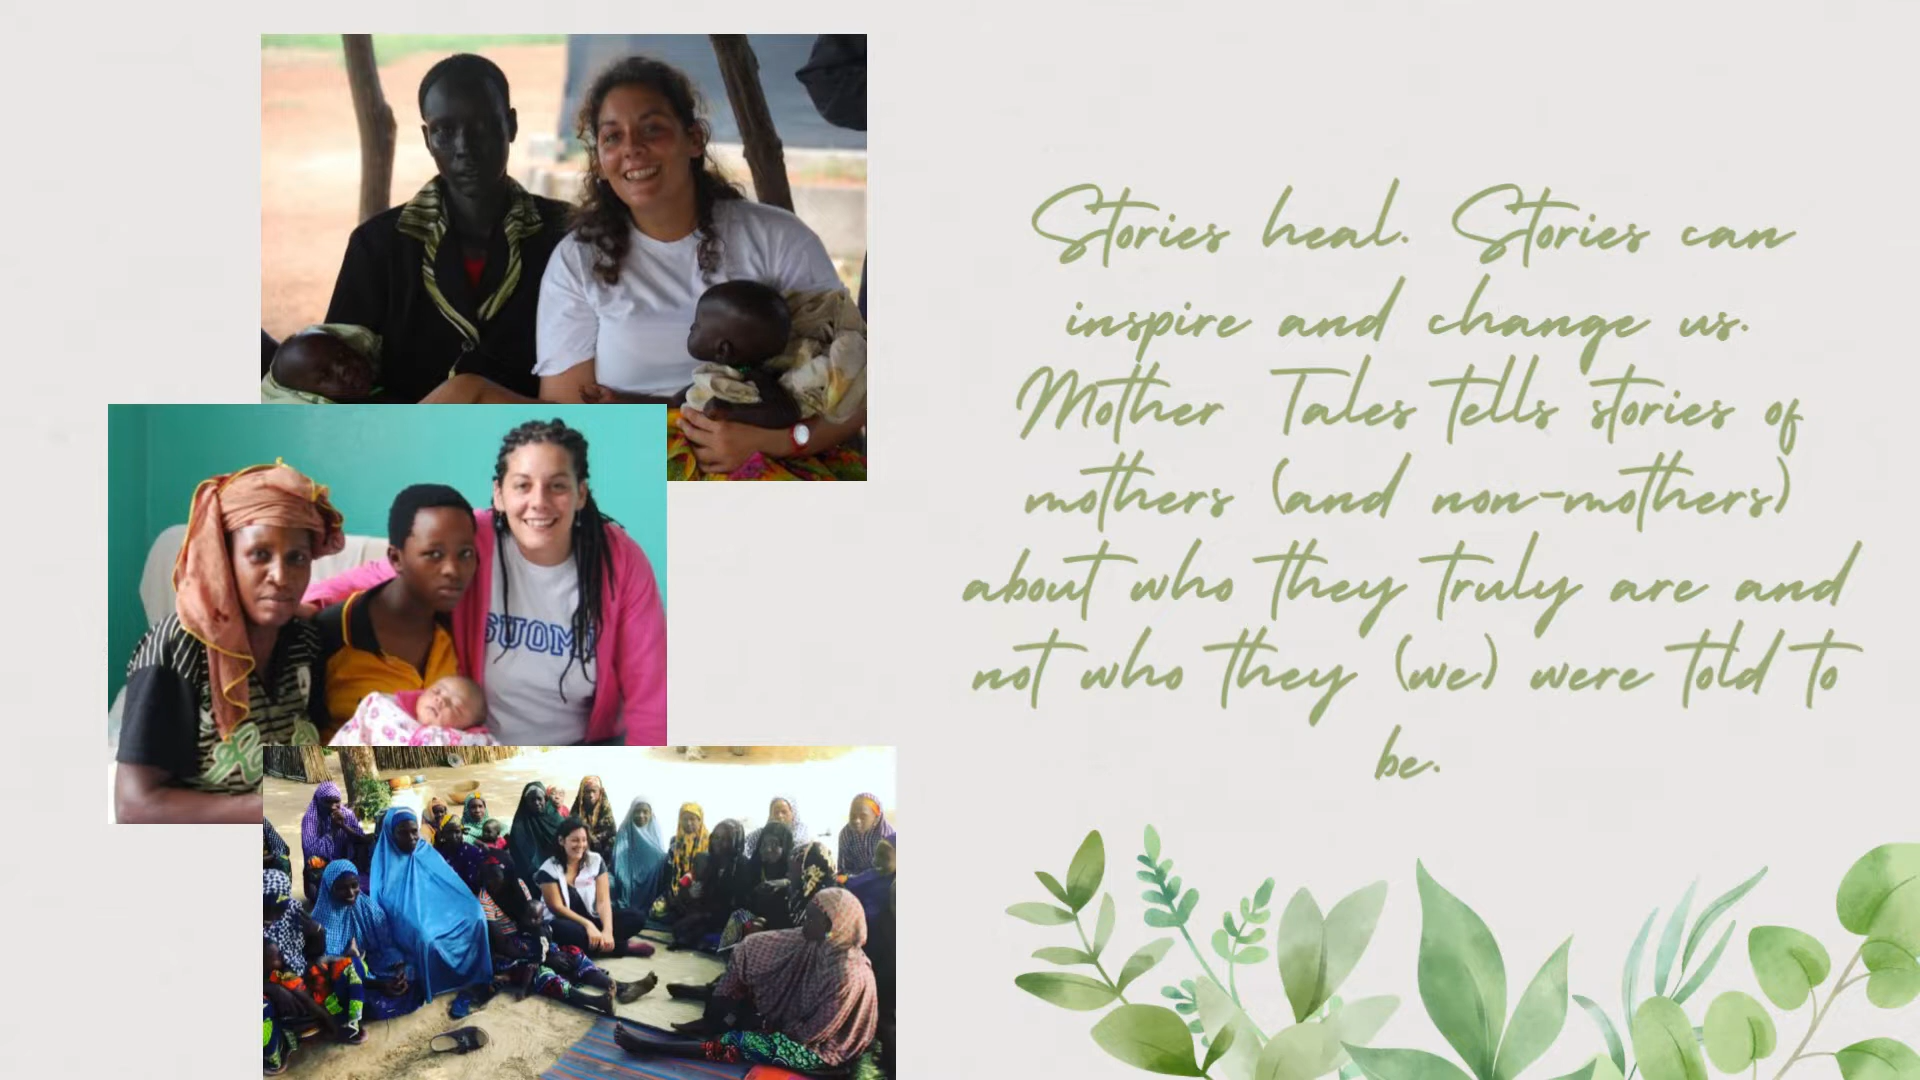 Stories heal. Stories can
inspire and change us.
Mother Tales tells stories of
mothers (and non-mothers)
about who they truly are and
not who they (we) were told to
be.
SUOMI